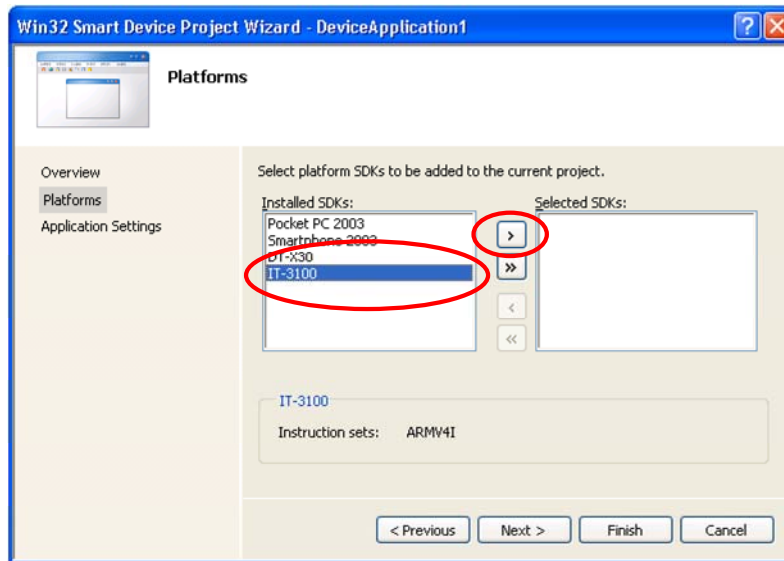 Win32 Smart Device Project Wizard - DeviceApplication1
Platforms
Overview
Platforms
Application Settings
Select platform SDKs to be added to the current project.
Installed SDKs:
Pocket PC 2003
Smartphone 2003
DT-X30
IT-3100
>
>>
<
<<
Selected SDKs:
IT-3100
Instruction sets: ARMV4I
< Previous
Next >
Finish
Cancel